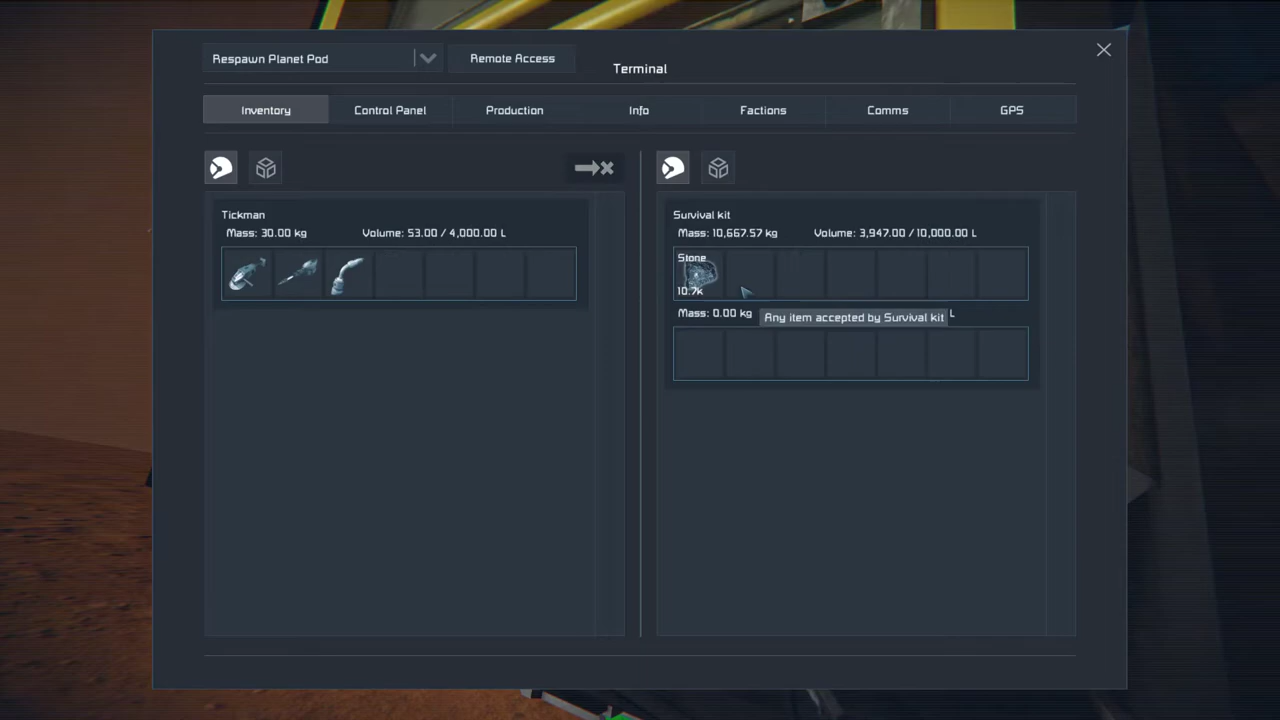 Respawn Planet Pod
Remote Access
Terminal
Inventory
Control Panel
Production
Info
Factions
Comms
GPS
Tickman
Mass: 30.00 kg
Volume: 53.00 / 4,000.00 L
Survival kit
Mass: 10,667.57 kg
Volume: 3,947.00 / 10,000.00 L
Stone
10.7k
Mass: 0.00 kg
L
Any item accepted by Survival kit